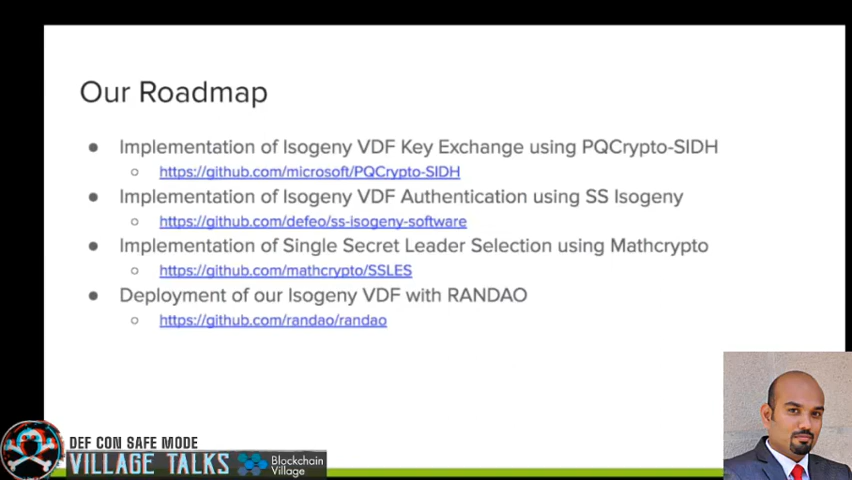 Our Roadmap
● Implementation of Isogeny VDF Key Exchange using PQCrypto-SIDH
○ https://github.com/microsoft/PQCrypto-SIDH
● Implementation of Isogeny VDF Authentication using SS Isogeny
○ https://github.com/defeo/ss-isogeny-software
● Implementation of Single Secret Leader Selection using Mathcrypto
○ https://github.com/mathcrypto/SSLES
● Deployment of our Isogeny VDF with RANDAO
○ https://github.com/randao/randao
DEF CON SAFE MODE
VILLAGE TALKS
Blockchain
Village